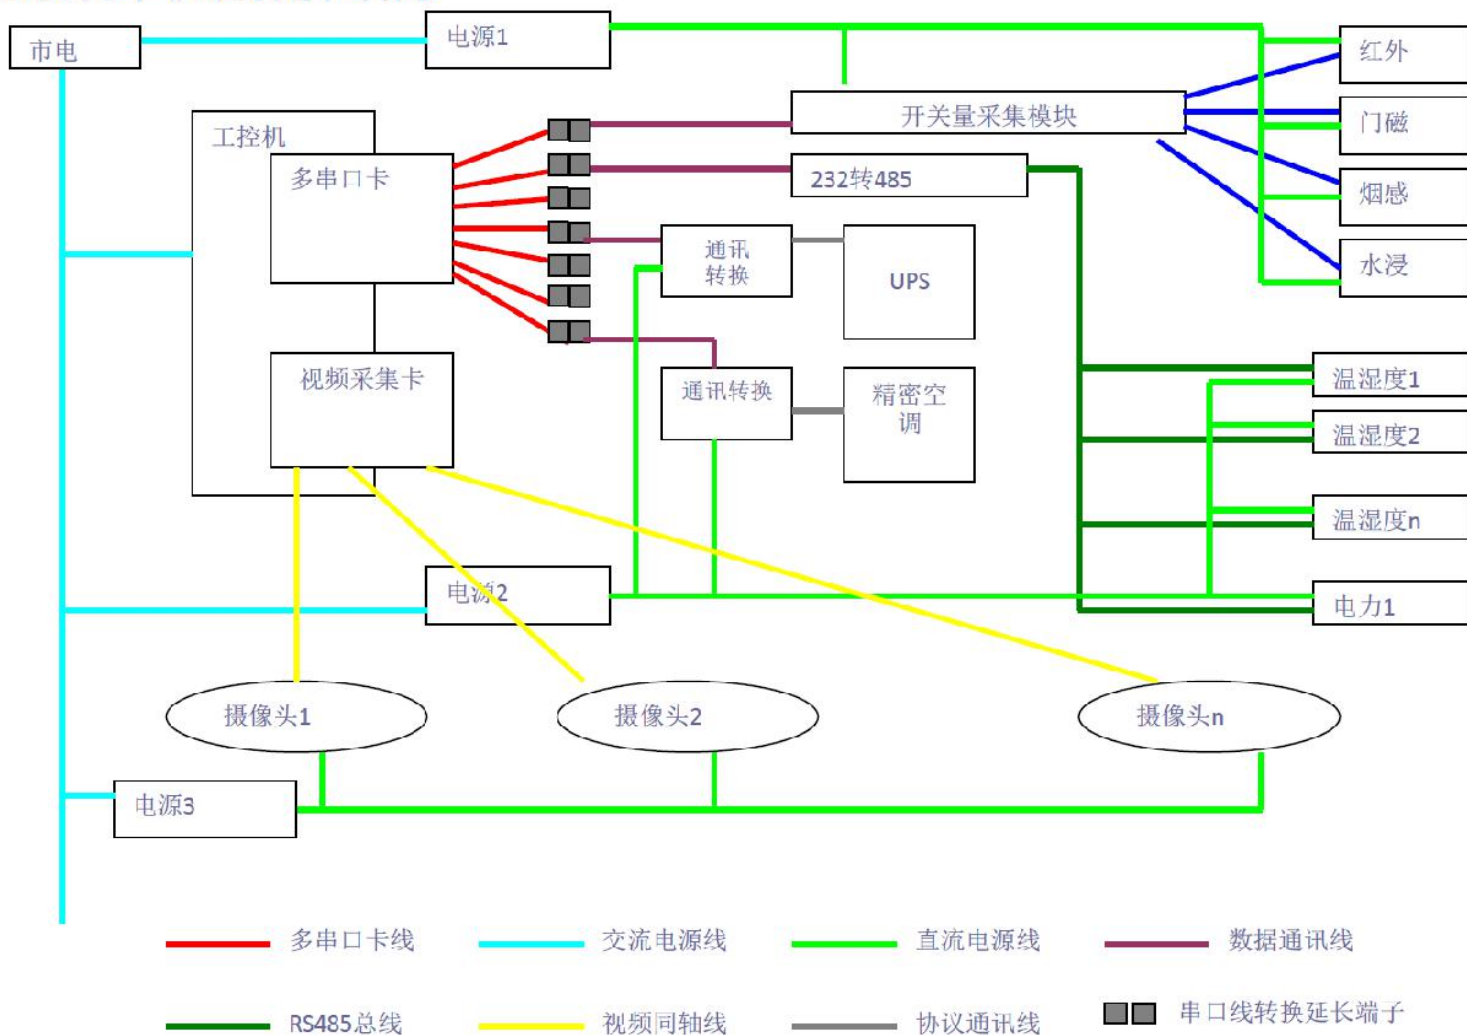 市电
电源1
红外
工控机
开关量采集模块
门磁
多串口卡
232转485
烟感
通讯
转换
UPS
水浸
视频采集卡
通讯转换
精密空
调
温湿度1
温湿度2
温湿度n
电源2
电力1
摄像头1
摄像头2
摄像头n
电源3
多串口卡线
交流电源线
直流电源线
数据通讯线
RS485总线
视频同轴线
协议通讯线
串口线转换延长端子